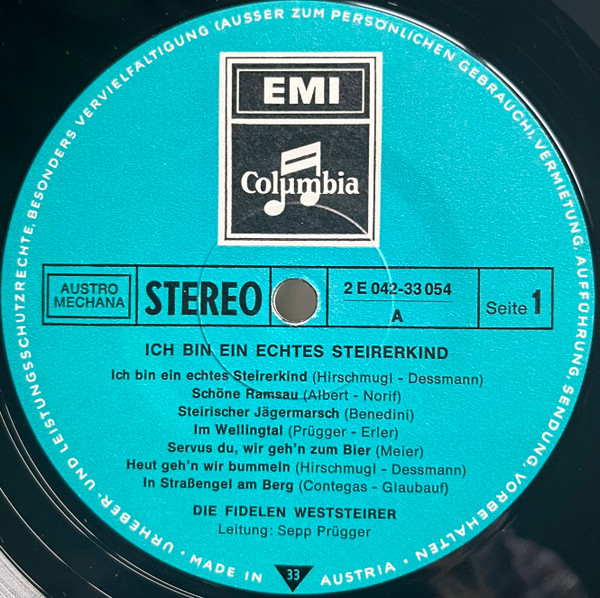 URHEBER- UND LEISTUNGSSCHUTZRECHTE, BESONDERS VERVIELFALTIGUNG (AUSSER ZUM PERSÖNLICHEN GEBRAUCH), VERMIETUNG, AUFFÜHRUNG, SENDUNG, VORBEHALTEN
EMI
Columbia
AUSTRO
MECHANA
STEREO
2 E 042-33 054
A
Seite 1
ICH BIN EIN ECHTES STEIRERKIND
Ich bin ein echtes Steirerkind (Hirschmugl - Dessmann)
Schöne Ramsau (Albert - Norif)
Steirischer Jägermarsch (Benedini)
Im Wellingtal (Prügger - Erler)
Servus du, wir geh'n zum Bier (Meier)
Heut geh'n wir bummeln (Hirschmugl - Dessmann)
In Straßengel am Berg (Contegas - Glaubauf)
DIE FIDELEN WESTSTEIRER
Leitung: Sepp Prügger
• MADE IN 33 AUSTRIA •